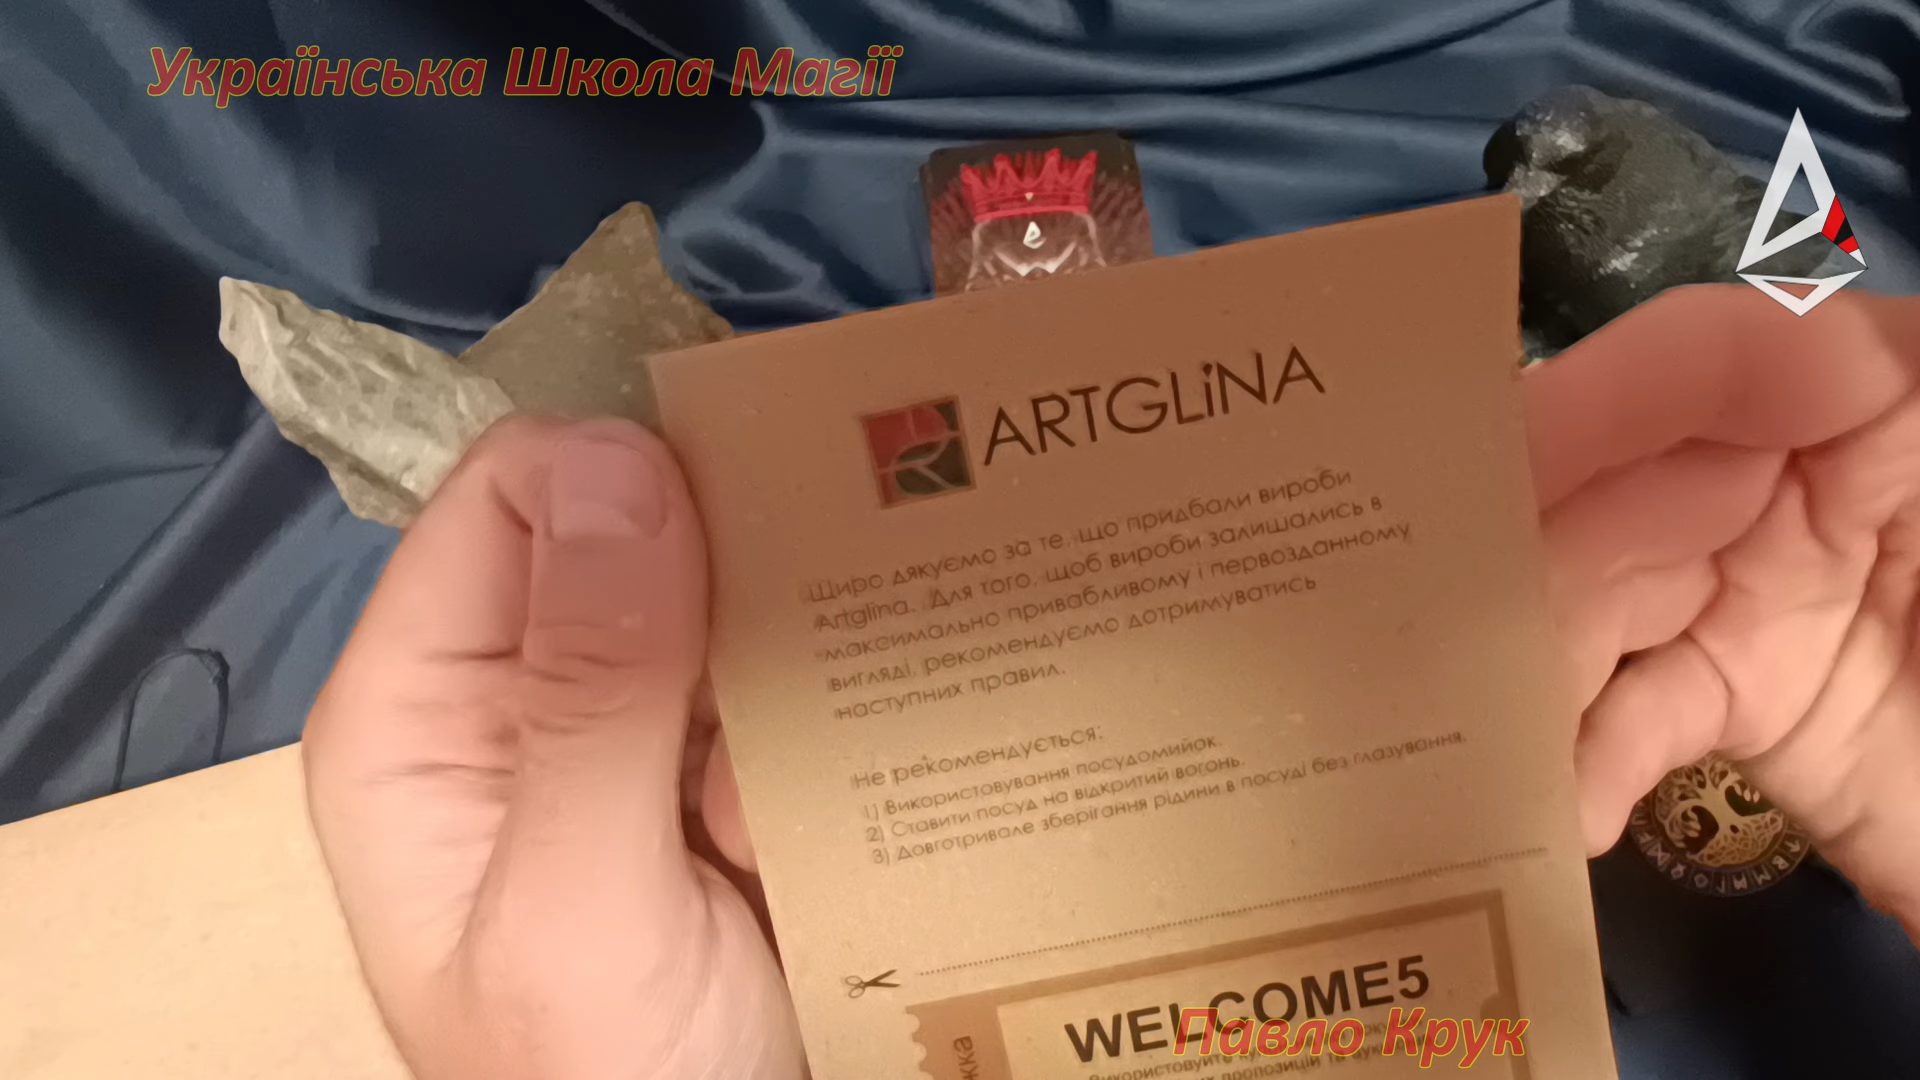 Українська Школа Магії
ARTGLiNA
Щиро дякуємо за те, що придбали вироби
Artglina. Для того, щоб вироби залишались в
максимально привабливому і первозданному
вигляді, рекомендуємо дотримуватись
наступних правил.
Не рекомендується:
1) Використовування посудомийок.
2) Ставити посуд на відкритий вогонь.
3) Довготривале зберігання рідини в посуді без глазування.
WELCOME5
Павло Крук